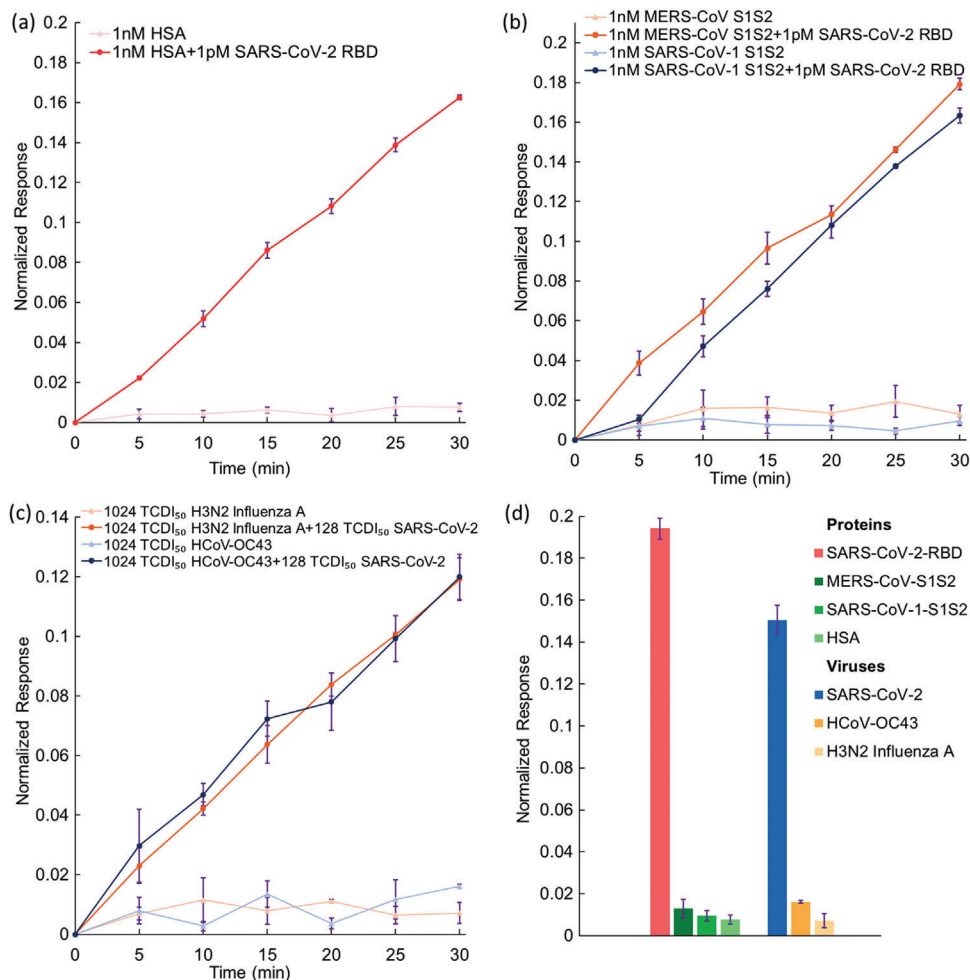 (a)
1nM HSA
1nM HSA+1pM SARS-CoV-2 RBD
Normalized Response
0.2
0.18
0.16
0.14
0.12
0.1
0.08
0.06
0.04
0.02
0
0
5
10
15
20
25
30
Time (min)
(b)
1nM MERS-CoV S1S2
1nM MERS-CoV S1S2+1pM SARS-CoV-2 RBD
1nM SARS-CoV-1 S1S2
1nM SARS-CoV-1 S1S2+1pM SARS-CoV-2 RBD
Normalized Response
0.2
0.18
0.16
0.14
0.12
0.1
0.08
0.06
0.04
0.02
0
0
5
10
15
20
25
30
Time (min)
(c)
1024 TCDI₅₀ H3N2 Influenza A
1024 TCDI₅₀ H3N2 Influenza A+128 TCDI₅₀ SARS-CoV-2
1024 TCDI₅₀ HCoV-OC43
1024 TCDI₅₀ HCoV-OC43+128 TCDI₅₀ SARS-CoV-2
Normalized Response
0.14
0.12
0.1
0.08
0.06
0.04
0.02
0
0
5
10
15
20
25
30
Time (min)
(d)
Normalized Response
0.2
0.18
0.16
0.14
0.12
0.1
0.08
0.06
0.04
0.02
0
Proteins
SARS-CoV-2-RBD
MERS-CoV-S1S2
SARS-CoV-1-S1S2
HSA
Viruses
SARS-CoV-2
HCoV-OC43
H3N2 Influenza A